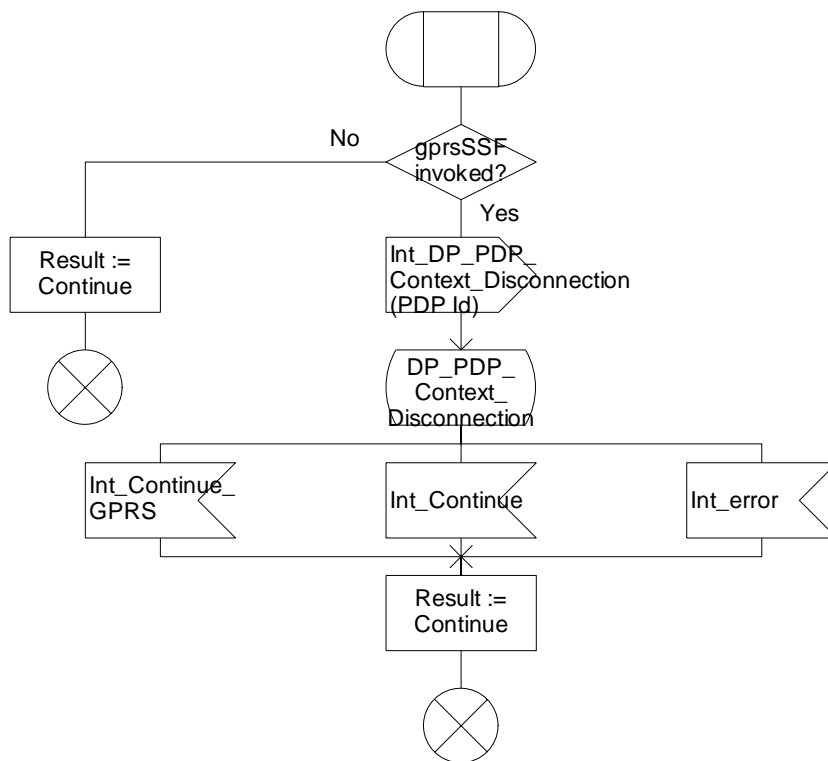 No
gprsSSF
invoked?
Yes
Result :=
Continue
Int_DP_PDP_
Context_Disconnection
(PDP Id)
DP_PDP_
Context_
Disconnection
Int_Continue_
GPRS
Int_Continue
Int_error
Result :=
Continue